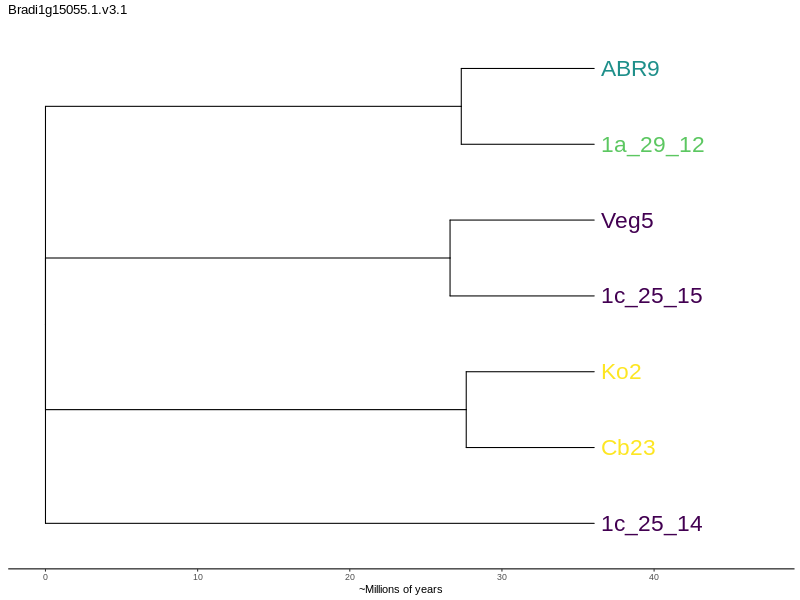 Bradi1g15055.1.v3.1
ABR9
1a_29_12
Veg5
1c_25_15
Ko2
Cb23
1c_25_14
0 10 20 30 40
~Millions of years